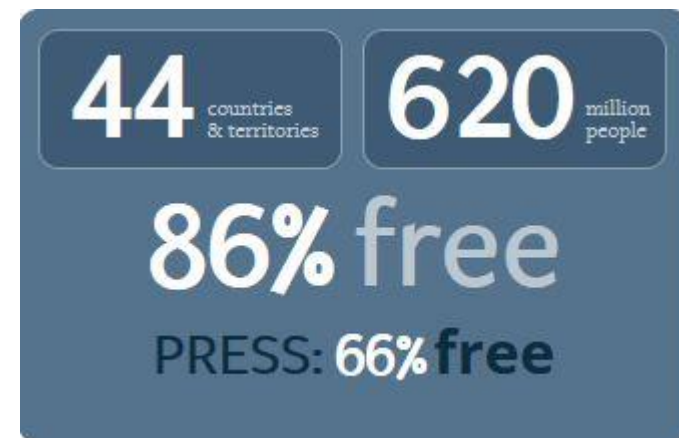 44 countries
& territories
620 million
people
86% free
PRESS: 66% free